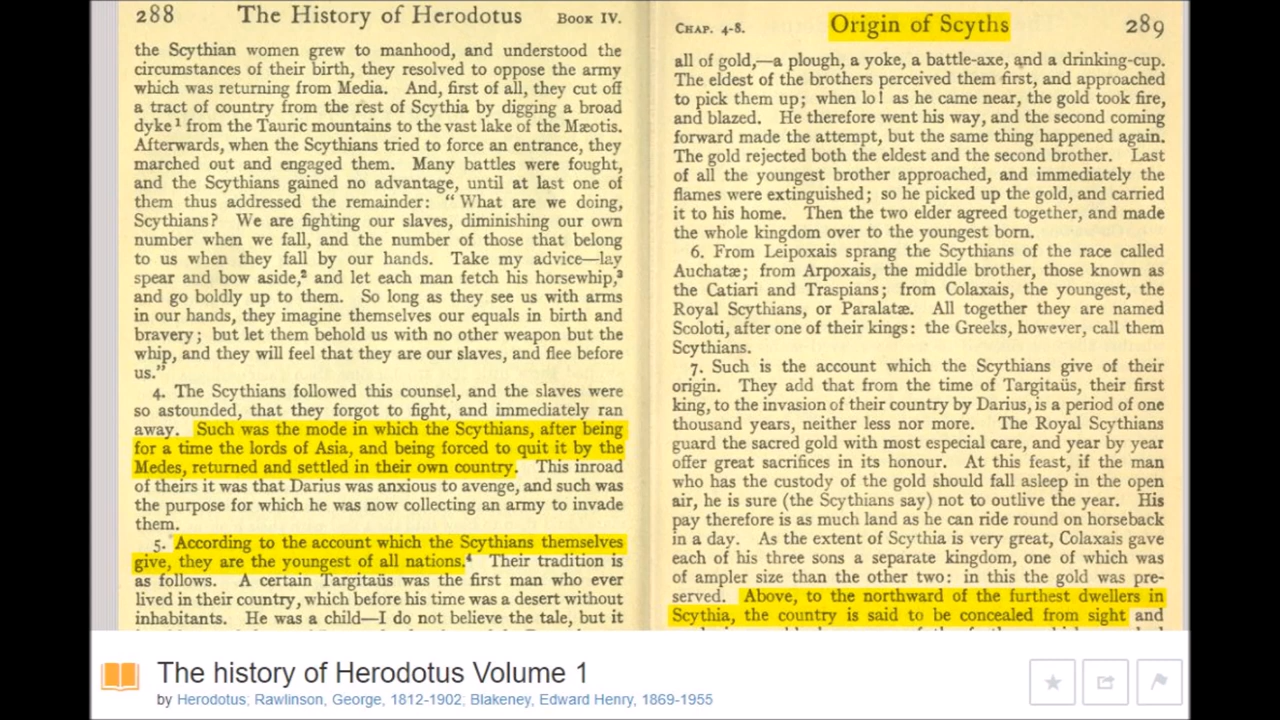 288 The History of Herodotus BOOK IV.
the Scythian women grew to manhood, and understood the
circumstances of their birth, they resolved to oppose the army
which was returning from Media. And, first of all, they cut off
a tract of country from the rest of Scythia by digging a broad
dyke¹ from the Tauric mountains to the vast lake of the Mæotis.
Afterwards, when the Scythians tried to force an entrance, they
marched out and engaged them. Many battles were fought,
and the Scythians gained no advantage, until at last one of
them thus addressed the remainder: “ What are we doing,
Scythians? We are fighting our slaves, diminishing our own
number when we fall, and the number of those that belong
to us when they fall by our hands. Take my advice—lay
spear and bow aside,² and let each man fetch his horsewhip,³
and go boldly up to them. So long as they see us with arms
in our hands, they imagine themselves our equals in birth and
bravery; but let them behold us with no other weapon but the
whip, and they will feel that they are our slaves, and flee before
us.”
4. The Scythians followed this counsel, and the slaves were
so astounded, that they forgot to fight, and immediately ran
away. Such was the mode in which the Scythians, after being
for a time the lords of Asia, and being forced to quit it by the
Medes, returned and settled in their own country. This inroad
of theirs it was that Darius was anxious to avenge, and such was
the purpose for which he was now collecting an army to invade
them.
5. According to the account which the Scythians themselves
give, they are the youngest of all nations.⁴ Their tradition is
as follows. A certain Targitaüs was the first man who ever
lived in their country, which before his time was a desert without
inhabitants. He was a child—I do not believe the tale, but it
CHAP. 4-8. Origin of Scyths 289
all of gold,—a plough, a yoke, a battle-axe, and a drinking-cup.
The eldest of the brothers perceived them first, and approached
to pick them up; when lo! as he came near, the gold took fire,
and blazed. He therefore went his way, and the second coming
forward made the attempt, but the same thing happened again.
The gold rejected both the eldest and the second brother. Last
of all the youngest brother approached, and immediately the
flames were extinguished; so he picked up the gold, and carried
it to his home. Then the two elder agreed together, and made
the whole kingdom over to the youngest born.
6. From Leipoxais sprang the Scythians of the race called
Auchatæ; from Arpoxais, the middle brother, those known as
the Catiari and Traspians; from Colaxais, the youngest, the
Royal Scythians, or Paralatæ. All together they are named
Scoloti, after one of their kings: the Greeks, however, call them
Scythians.
7. Such is the account which the Scythians give of their
origin. They add that from the time of Targitaüs, their first
king, to the invasion of their country by Darius, is a period of one
thousand years, neither less nor more. The Royal Scythians
guard the sacred gold with most especial care, and year by year
offer great sacrifices in its honour. At this feast, if the man
who has the custody of the gold should fall asleep in the open
air, he is sure (the Scythians say) not to outlive the year. His
pay therefore is as much land as he can ride round on horseback
in a day. As the extent of Scythia is very great, Colaxais gave
each of his three sons a separate kingdom, one of which was
of ampler size than the other two: in this the gold was pre-
served. Above, to the northward of the furthest dwellers in
Scythia, the country is said to be concealed from sight and
The history of Herodotus Volume 1
by Herodotus; Rawlinson, George, 1812-1902; Blakeney, Edward Henry, 1869-1955